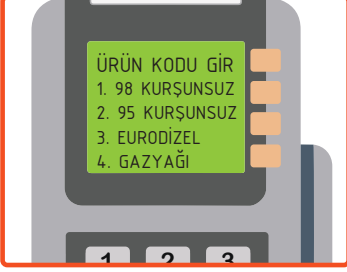 ÜRÜN KODU GİR
1. 98 KURŞUNSUZ
2. 95 KURŞUNSUZ
3. EURODİZEL
4. GAZYAĞI
1 2 3